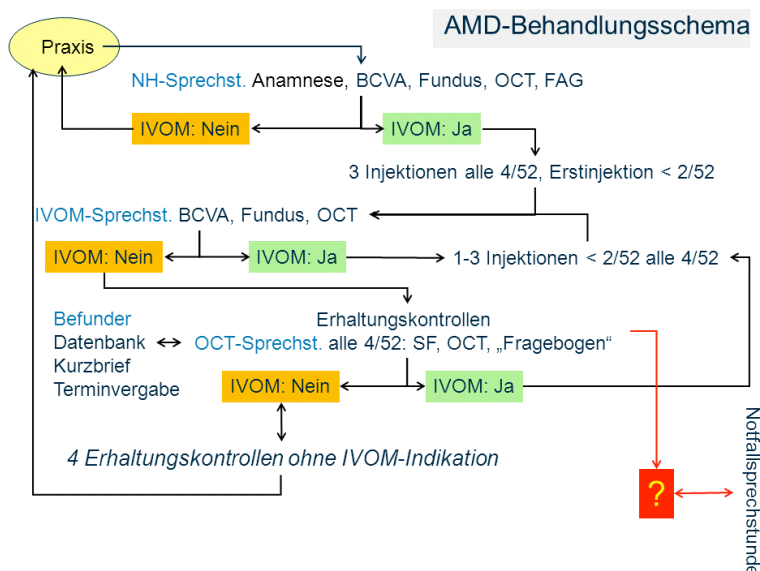 AMD-Behandlungsschema
Praxis
NH-Sprechst. Anamnese, BCVA, Fundus, OCT, FAG
IVOM: Nein
IVOM: Ja
3 Injektionen alle 4/52, Erstinjektion < 2/52
IVOM-Sprechst. BCVA, Fundus, OCT
IVOM: Nein
IVOM: Ja
1-3 Injektionen < 2/52 alle 4/52
Befunder
Datenbank
Kurzbrief
Terminvergabe
Erhaltungskontrollen
OCT-Sprechst. alle 4/52: SF, OCT, „Fragebogen“
IVOM: Nein
IVOM: Ja
4 Erhaltungskontrollen ohne IVOM-Indikation
?
Notfallsprechstunde